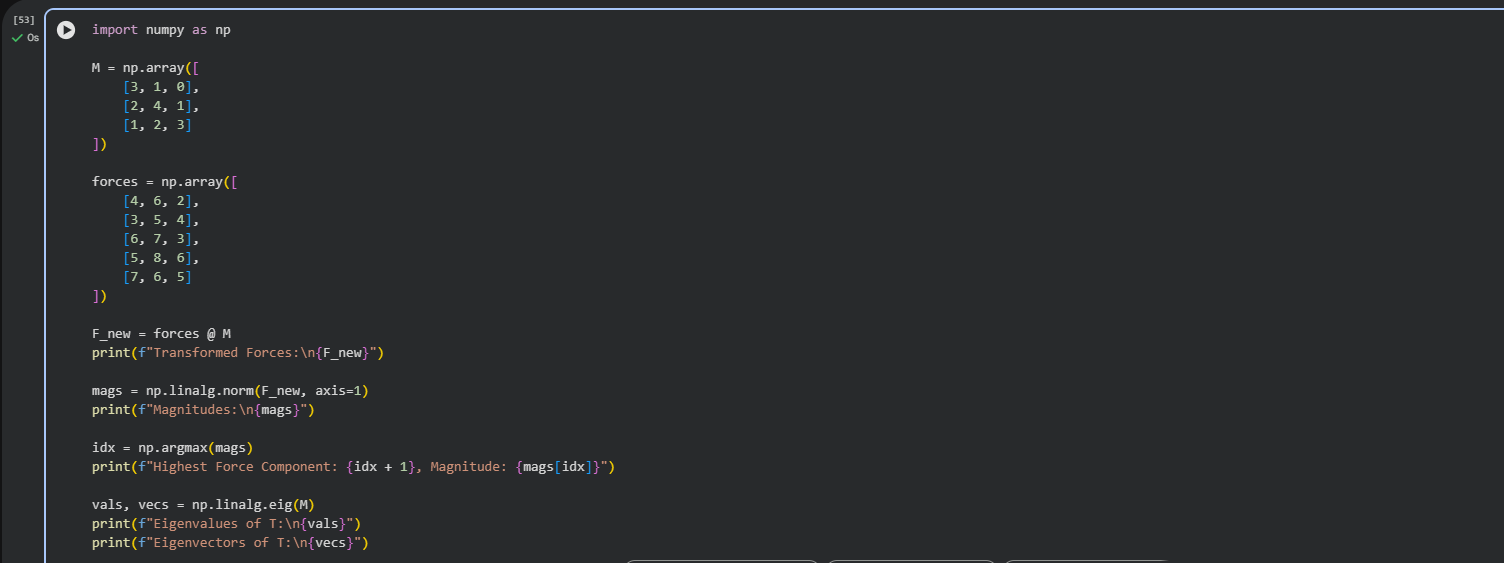 [53]
0s
import numpy as np
M = np.array([
[3, 1, 0],
[2, 4, 1],
[1, 2, 3]
])
forces = np.array([
[4, 6, 2],
[3, 5, 4],
[6, 7, 3],
[5, 8, 6],
[7, 6, 5]
])
F_new = forces @ M
print(f"Transformed Forces:\n{F_new}")
mags = np.linalg.norm(F_new, axis=1)
print(f"Magnitudes:\n{mags}")
idx = np.argmax(mags)
print(f"Highest Force Component: {idx + 1}, Magnitude: {mags[idx]}")
vals, vecs = np.linalg.eig(M)
print(f"Eigenvalues of T:\n{vals}")
print(f"Eigenvectors of T:\n{vecs}")